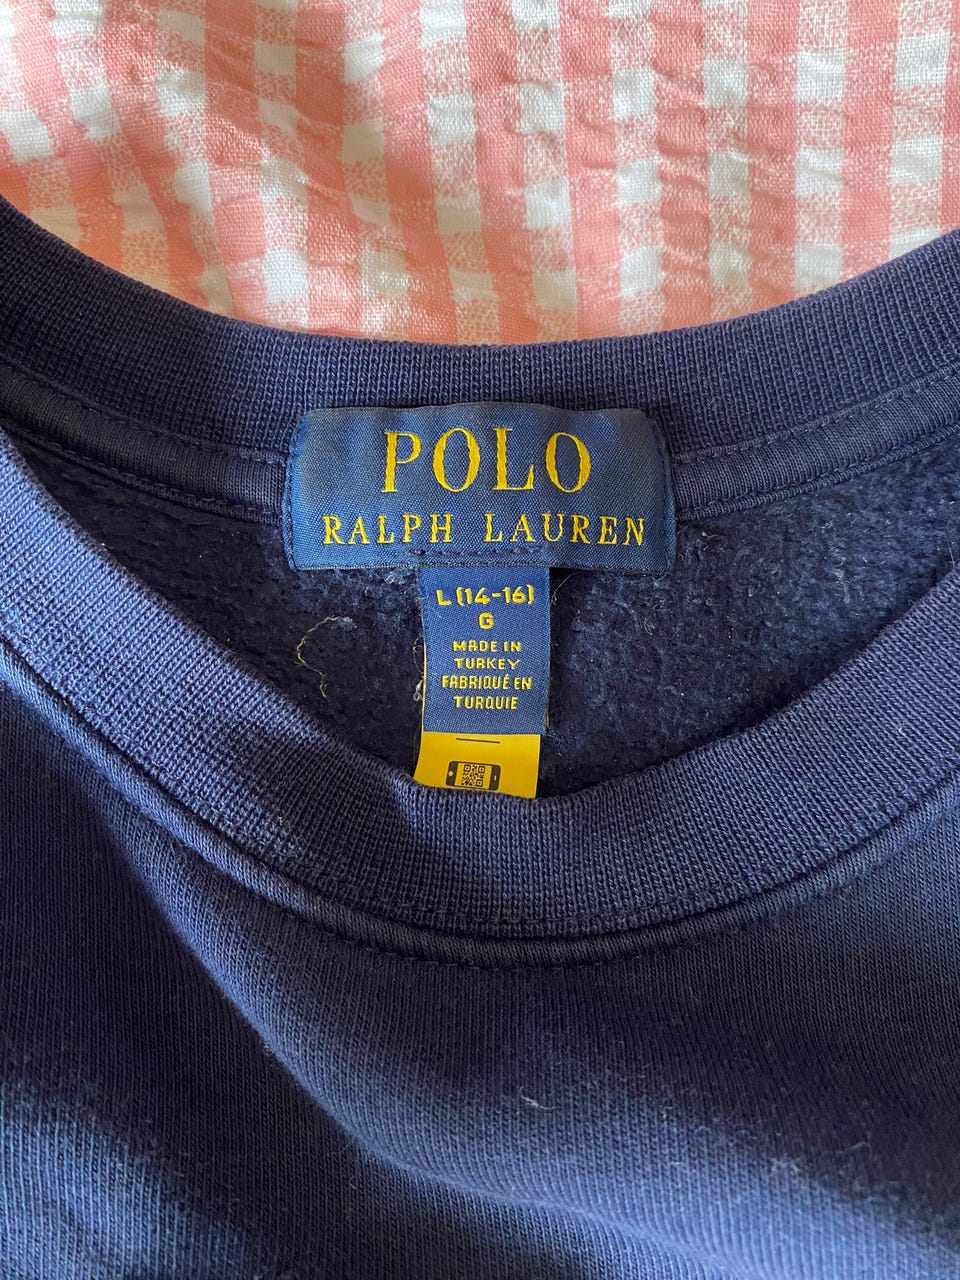 POLO
RALPH LAUREN
L (14-16)
G
MADE IN
TURKEY
FABRIQUÉ EN
TURQUIE